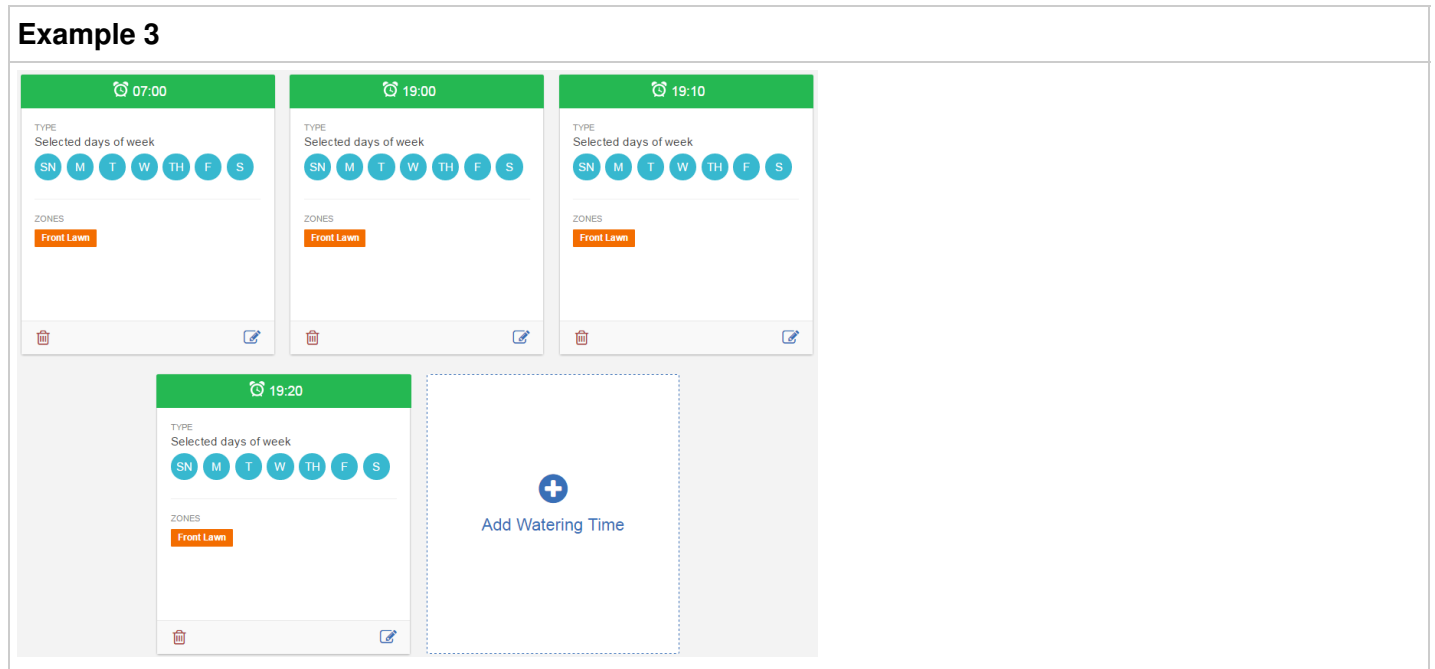 Example 3
07:00
TYPE
Selected days of week
SN M T W TH F S
ZONES
Front Lawn
19:00
TYPE
Selected days of week
SN M T W TH F S
ZONES
Front Lawn
19:10
TYPE
Selected days of week
SN M T W TH F S
ZONES
Front Lawn
19:20
TYPE
Selected days of week
SN M T W TH F S
ZONES
Front Lawn
Add Watering Time